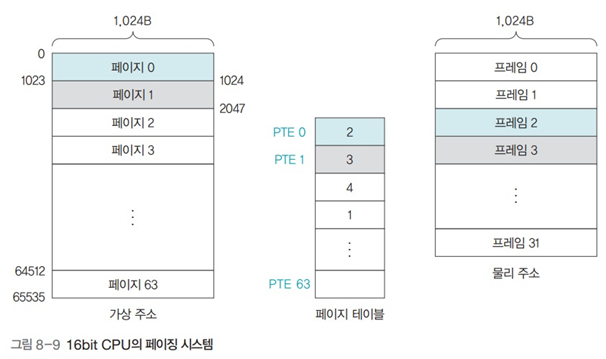 1,024B
0
페이지 0
1023
1024
페이지 1
2047
페이지 2
페이지 3
64512
페이지 63
65535
가상 주소
PTE 0
2
PTE 1
3
4
1
PTE 63
페이지 테이블
1,024B
프레임 0
프레임 1
프레임 2
프레임 3
프레임 31
물리 주소
그림 8-9 16bit CPU의 페이징 시스템